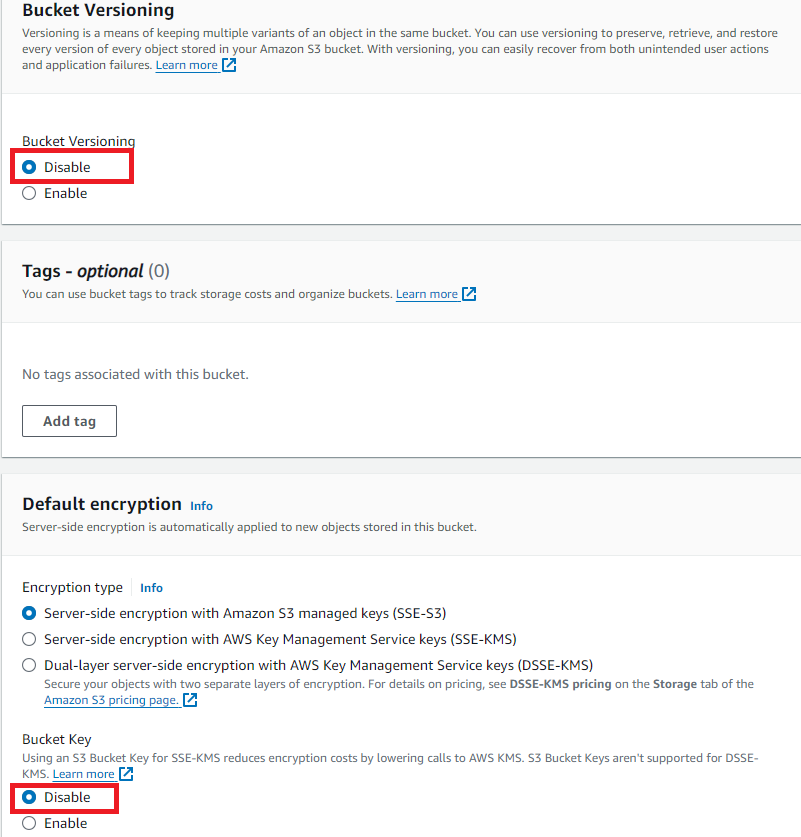 Bucket Versioning
Versioning is a means of keeping multiple variants of an object in the same bucket. You can use versioning to preserve, retrieve, and restore
every version of every object stored in your Amazon S3 bucket. With versioning, you can easily recover from both unintended user actions
and application failures. Learn more
Bucket Versioning
Disable
Enable
Tags - optional (0)
You can use bucket tags to track storage costs and organize buckets. Learn more
No tags associated with this bucket.
Add tag
Default encryption Info
Server-side encryption is automatically applied to new objects stored in this bucket.
Encryption type Info
Server-side encryption with Amazon S3 managed keys (SSE-S3)
Server-side encryption with AWS Key Management Service keys (SSE-KMS)
Dual-layer server-side encryption with AWS Key Management Service keys (DSSE-KMS)
Secure your objects with two separate layers of encryption. For details on pricing, see DSSE-KMS pricing on the Storage tab of the
Amazon S3 pricing page.
Bucket Key
Using an S3 Bucket Key for SSE-KMS reduces encryption costs by lowering calls to AWS KMS. S3 Bucket Keys aren't supported for DSSE-
KMS. Learn more
Disable
Enable